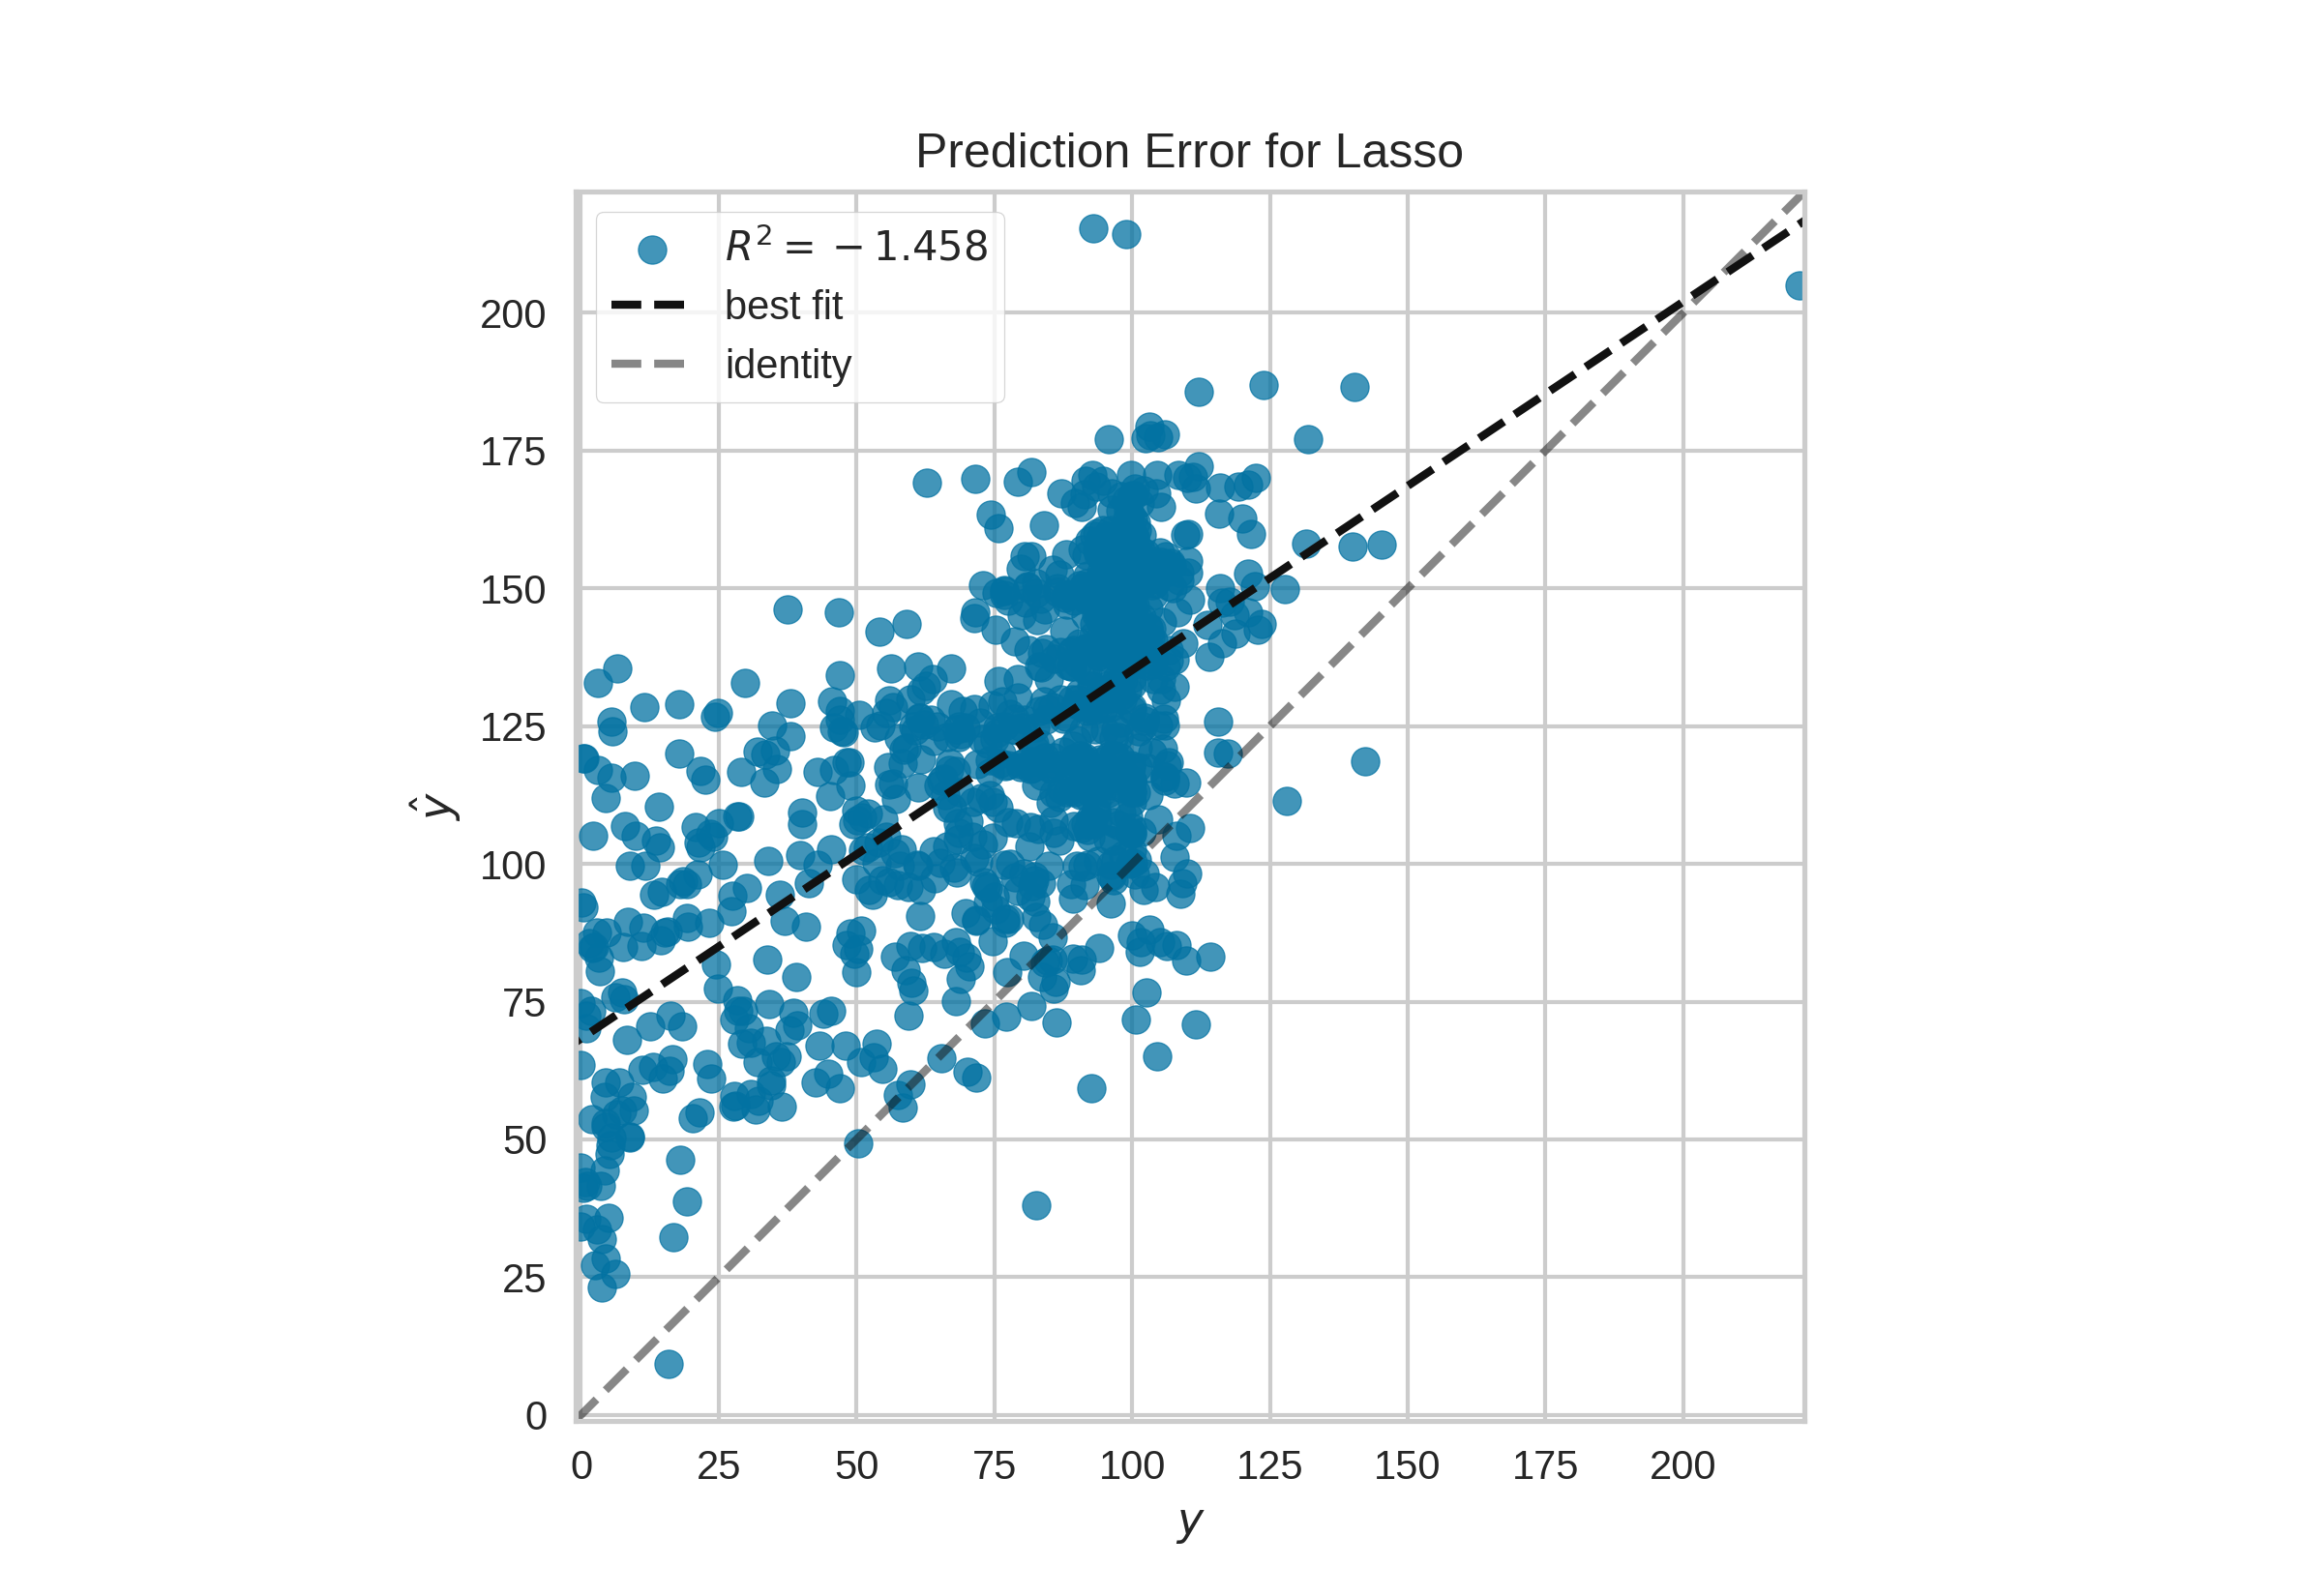 Prediction Error for Lasso
R² = −1.458
best fit
identity
200
175
150
125
100
75
50
25
0
ŷ
0 25 50 75 100 125 150 175 200
y